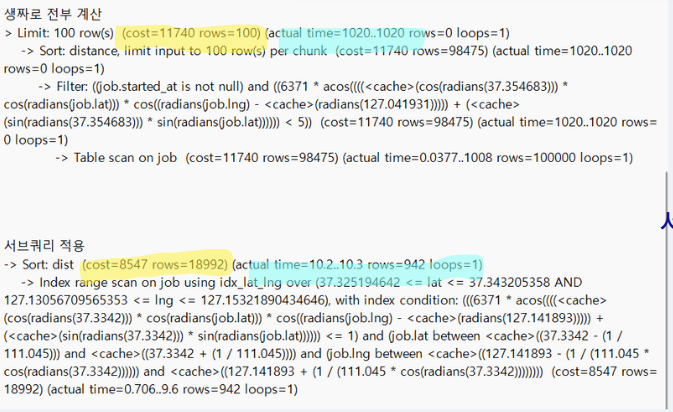 생짜로 전부 계산
> Limit: 100 row(s) (cost=11740 rows=100) (actual time=1020..1020 rows=0 loops=1)
-> Sort: distance, limit input to 100 row(s) per chunk (cost=11740 rows=98475) (actual time=1020..1020
rows=0 loops=1)
-> Filter: ((job.started_at is not null) and ((6371 * acos((((<cache>(cos(radians(37.354683))) *
cos(radians(job.lat))) * cos((radians(job.lng) - <cache>(radians(127.041931))))) + (<cache>
(sin(radians(37.354683))) * sin(radians(job.lat)))))) < 5)) (cost=11740 rows=98475) (actual time=1020..1020 rows=
0 loops=1)
-> Table scan on job (cost=11740 rows=98475) (actual time=0.0377..1008 rows=100000 loops=1)
서브쿼리 적용
-> Sort: dist (cost=8547 rows=18992) (actual time=10.2..10.3 rows=942 loops=1)
-> Index range scan on job using idx_lat_lng over (37.325194642 <= lat <= 37.343205358 AND
127.13056709565353 <= lng <= 127.15321890434646), with index condition: (((6371 * acos((((<cache>
(cos(radians(37.3342))) * cos(radians(job.lat))) * cos((radians(job.lng) - <cache>(radians(127.141893))))) +
(<cache>(sin(radians(37.3342))) * sin(radians(job.lat)))))) <= 1) and (job.lat between <cache>((37.3342 - (1 /
111.045))) and <cache>((37.3342 + (1 / 111.045)))) and (job.lng between <cache>((127.141893 - (1 / (111.045 *
cos(radians(37.3342)))))) and <cache>((127.141893 + (1 / (111.045 * cos(radians(37.3342)))))))) (cost=8547 rows=
18992) (actual time=0.706..9.6 rows=942 loops=1)